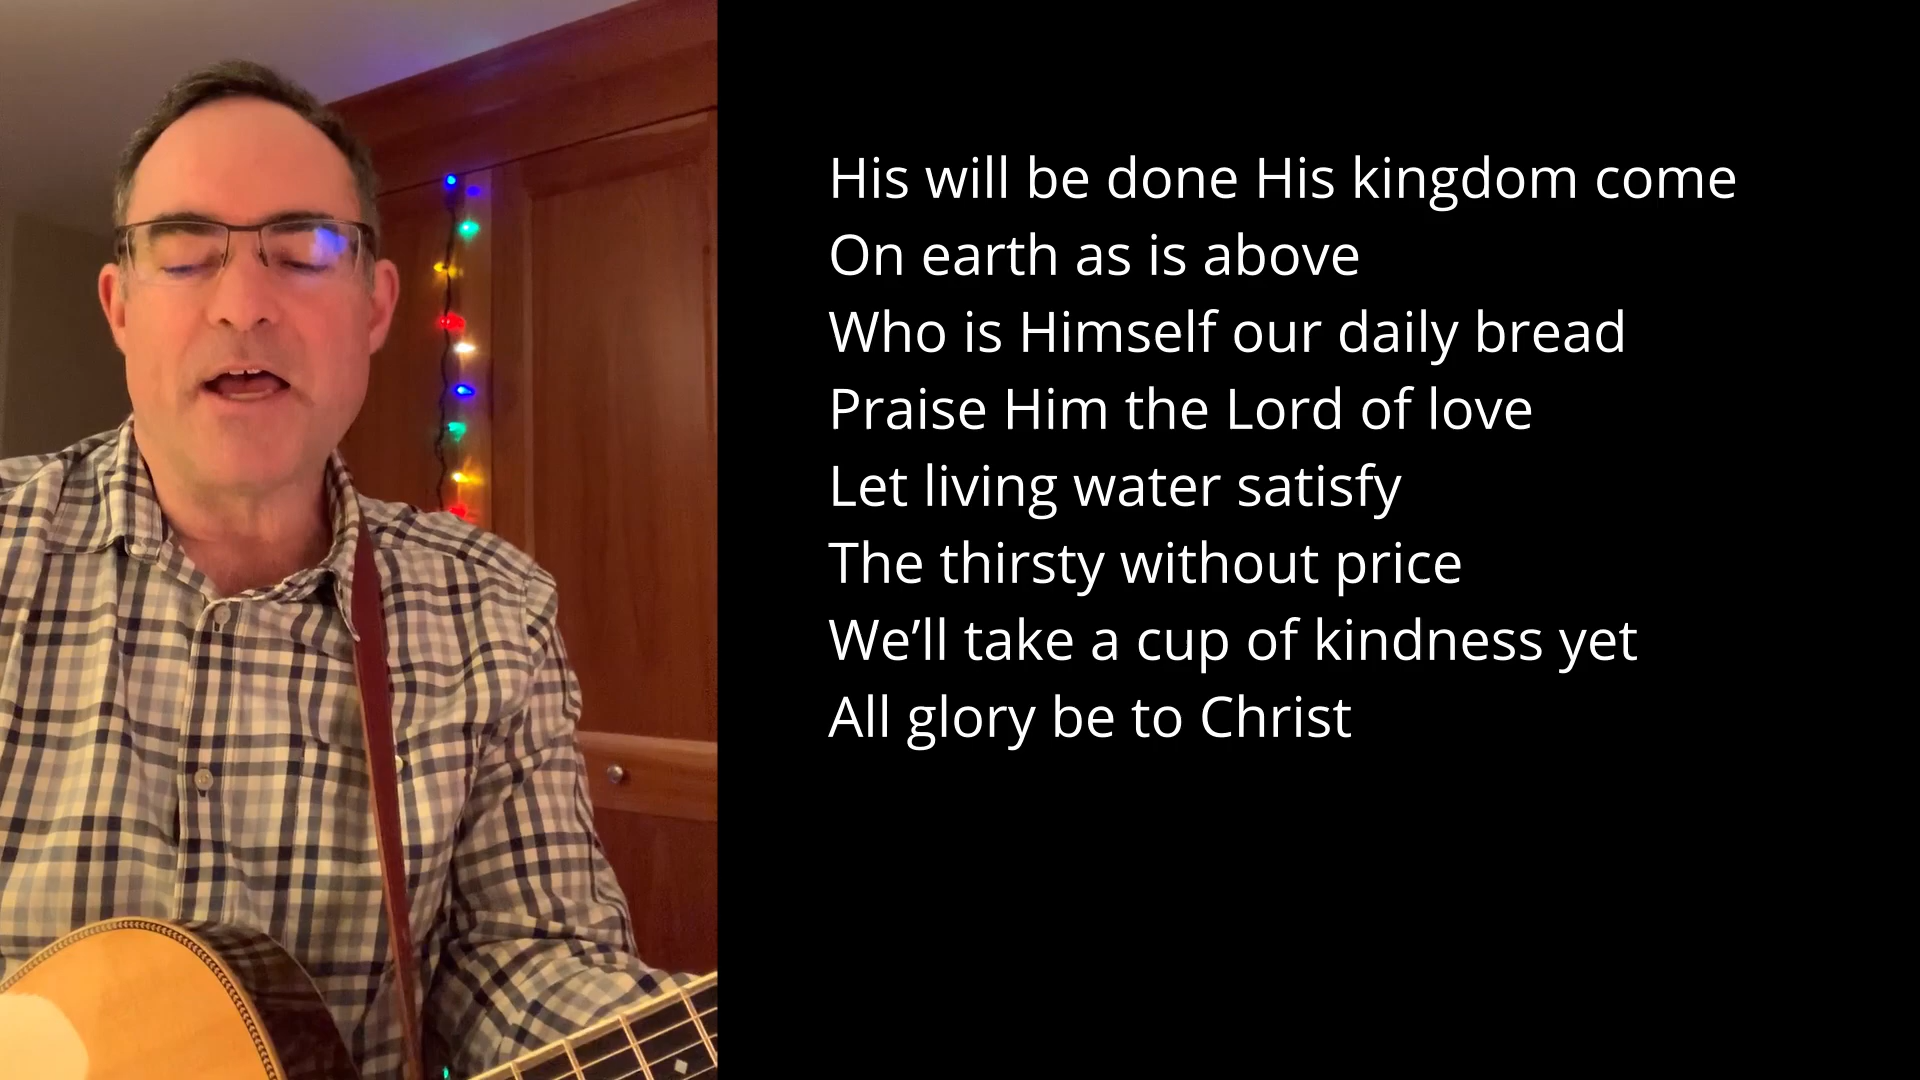 His will be done His kingdom come
On earth as is above
Who is Himself our daily bread
Praise Him the Lord of love
Let living water satisfy
The thirsty without price
We’ll take a cup of kindness yet
All glory be to Christ